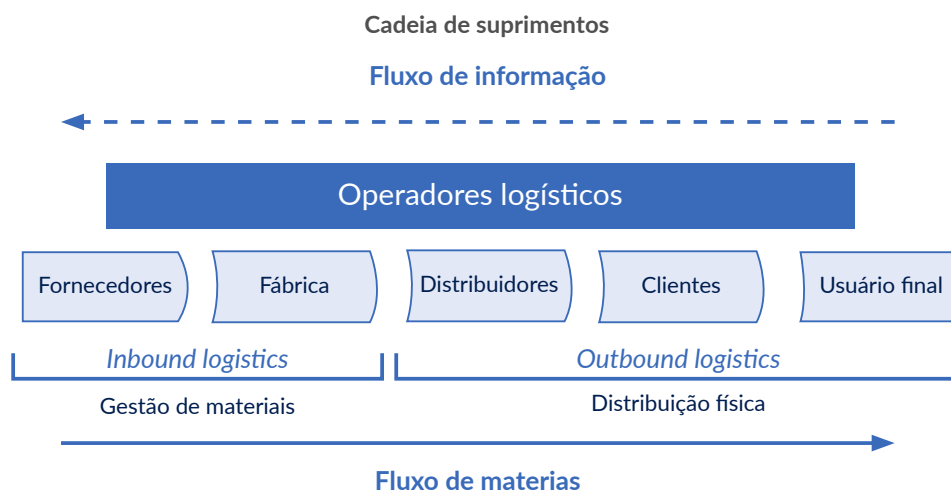 Cadeia de suprimentos
Fluxo de informação
Operadores logísticos
Fornecedores
Fábrica
Distribuidores
Clientes
Usuário final
Inbound logistics
Outbound logistics
Gestão de materiais
Distribuição física
Fluxo de materias